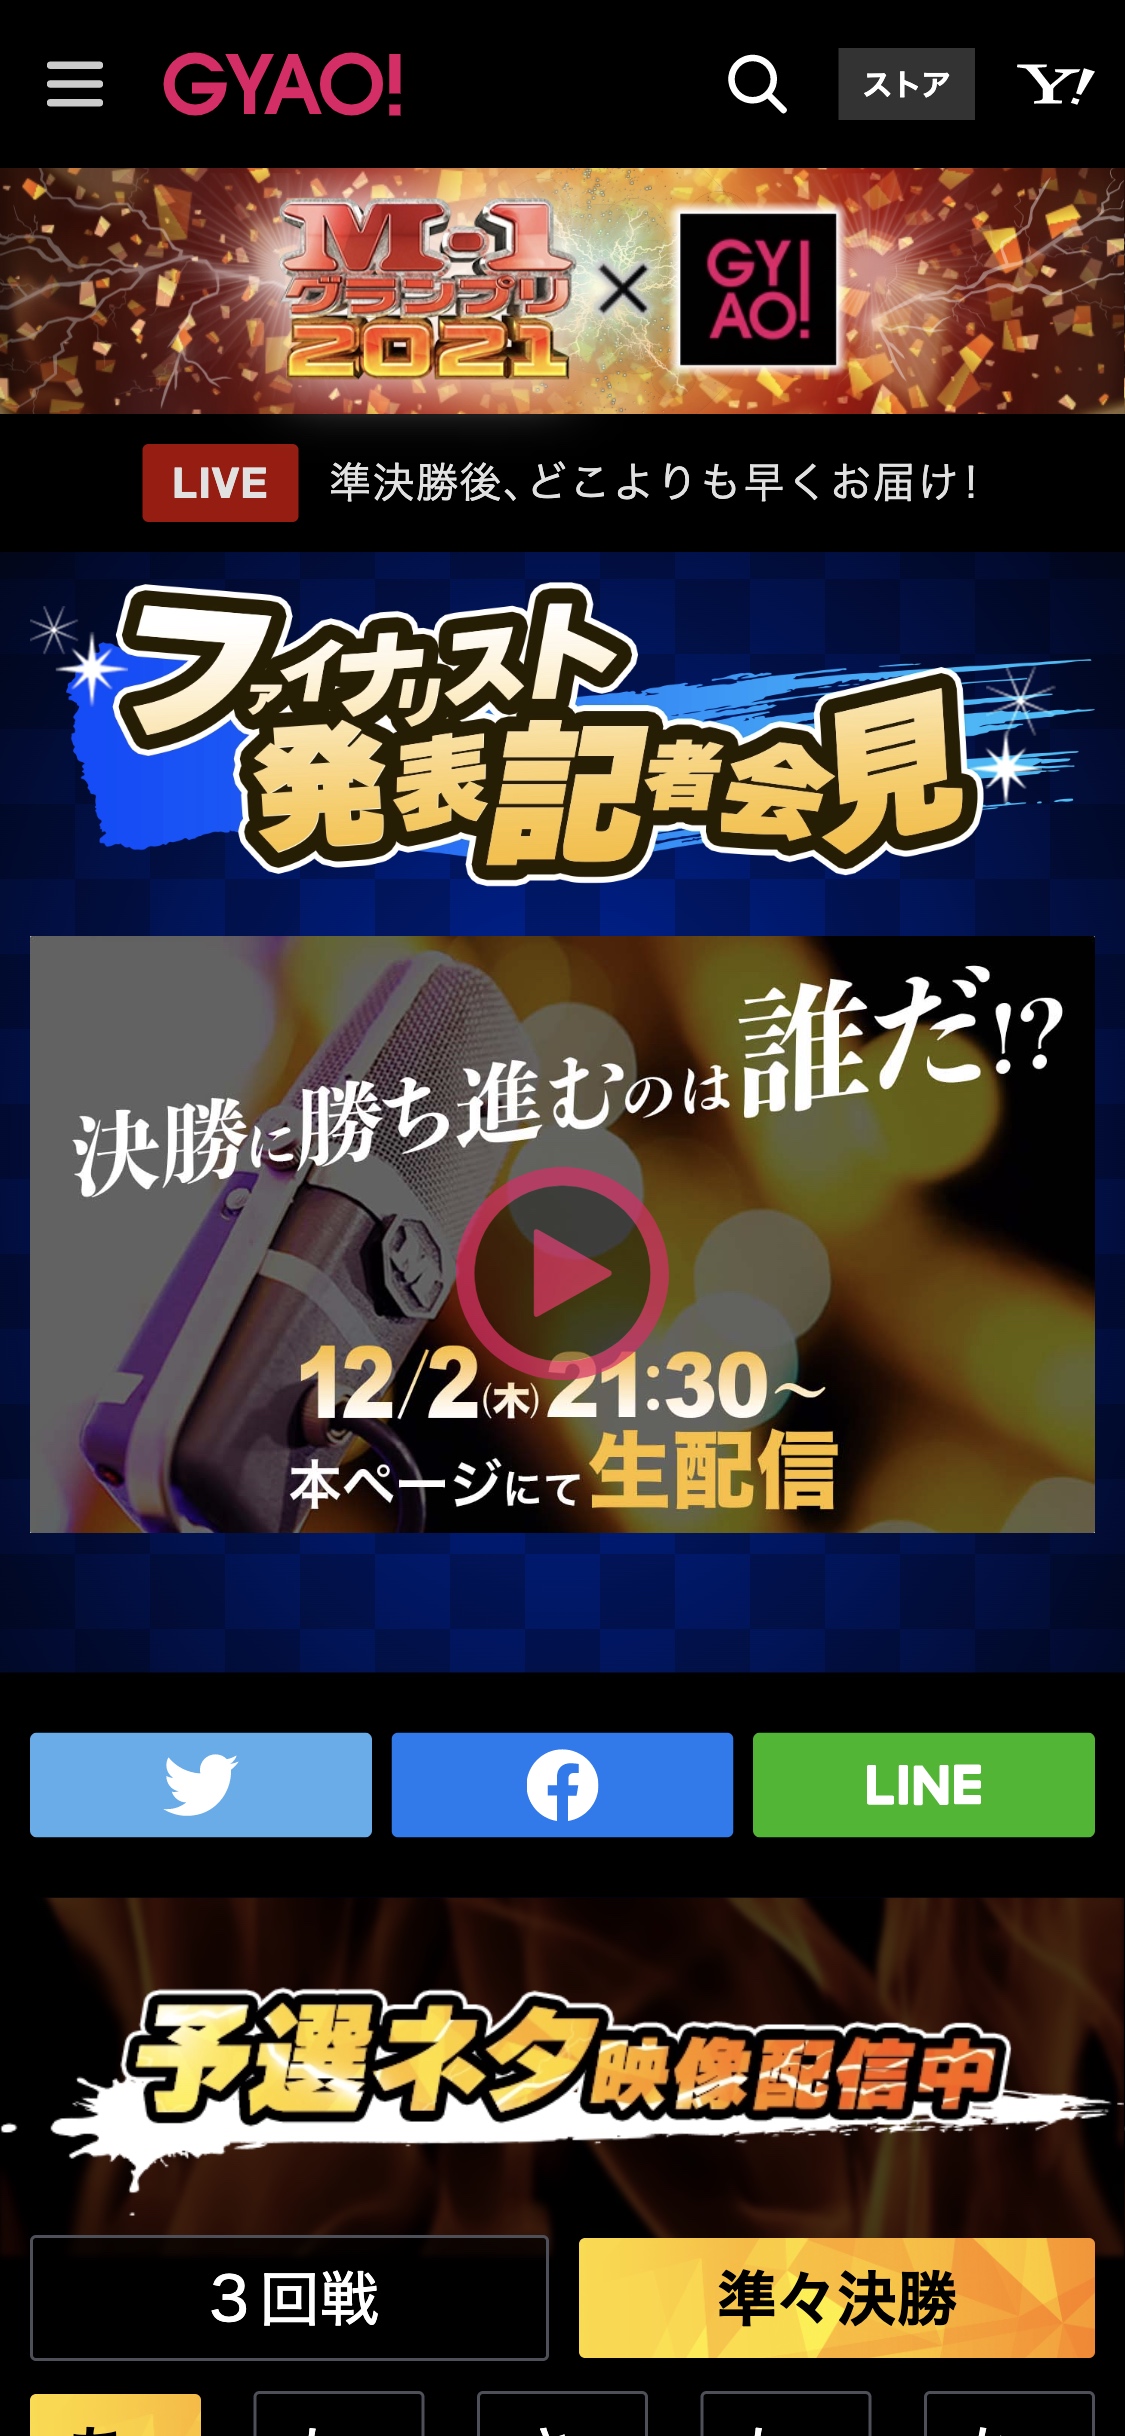 GYAO!
ストア
Y!
M-1
グランプリ
2021
×
GY
AO!
LIVE 準決勝後、どこよりも早くお届け！
ファイナリスト
発表記者会見
決勝に勝ち進むのは誰だ!?
12/2(木)21:30〜
本ページにて生配信
LINE
予選ネタ映像配信中
３回戦
準々決勝